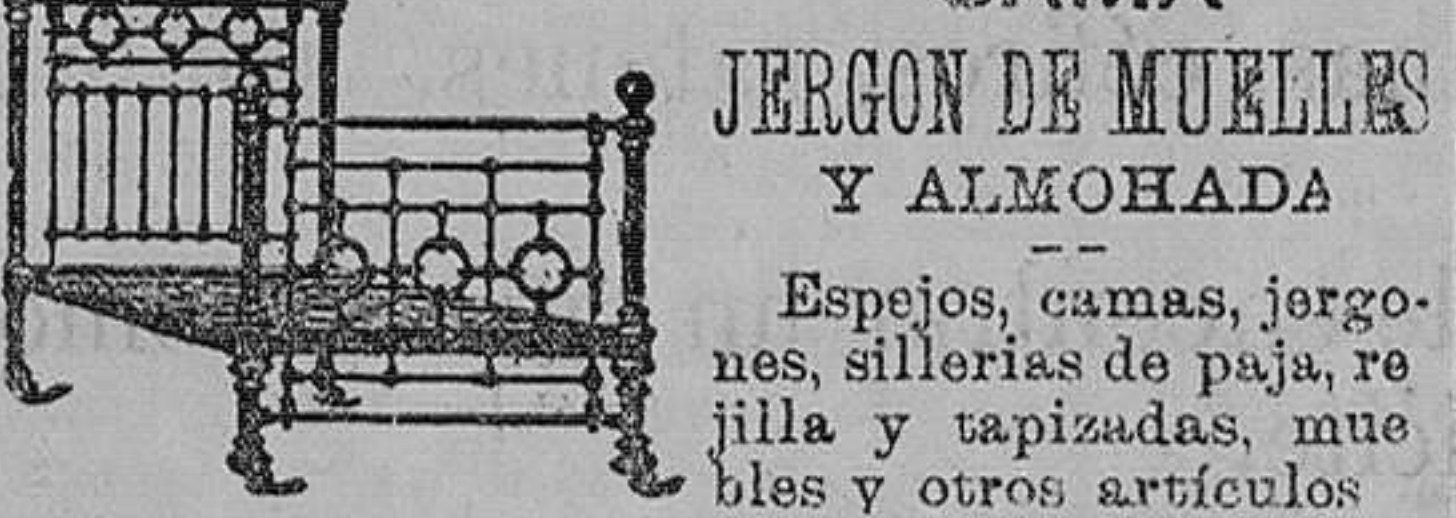 JERGON DE MUELLES
Y ALMOHADA
Espejos, camas, jergo-
nes, sillerias de paja, re
jilla y tapizadas, mue
bles y otros artículos